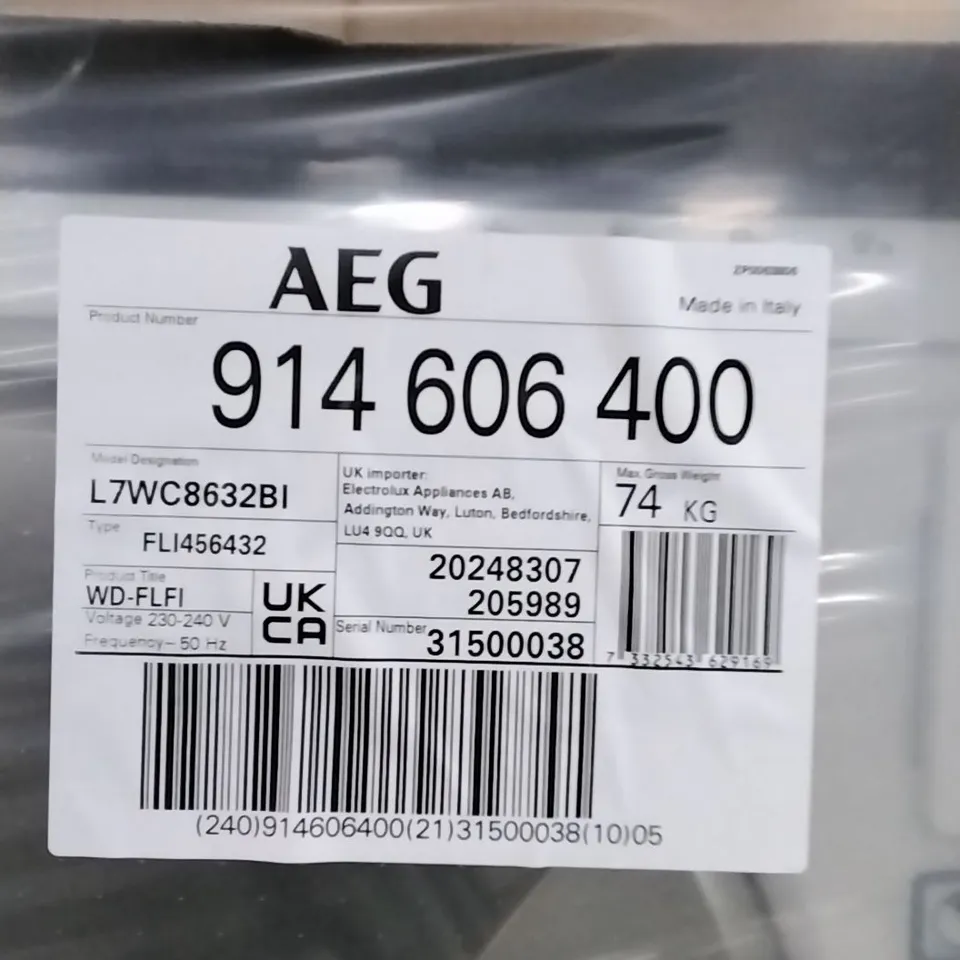 AEG
Made in Italy
Product Number
914 606 400
Model Designation
L7WC8632BI
Type
FLI456432
Product Title
WD-FLFI
Voltage 230-240 V
Frequency~ 50 Hz
UK
CA
UK importer:
Electrolux Appliances AB,
Addington Way, Luton, Bedfordshire,
LU4 9QQ, UK
20248307
205989
Serial Number
31500038
Max. Gross Weight
74 KG
7 332543 629169
(240)914606400(21)31500038(10)05